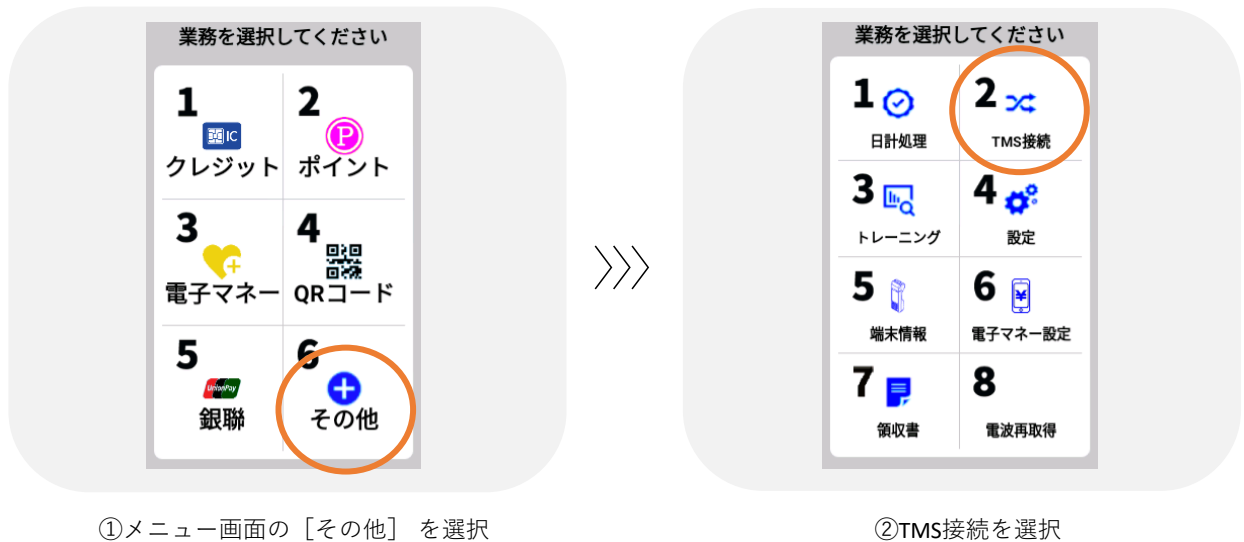 業務を選択してください
1
IC
クレジット
2
P
ポイント
3
電子マネー
4
QRコード
5
UnionPay
銀聯
6
その他
①メニュー画面の［その他］ を選択
業務を選択してください
1
日計処理
2
TMS接続
3
トレーニング
4
設定
5
端末情報
6
¥
電子マネー設定
7
領収書
8
電波再取得
②TMS接続を選択